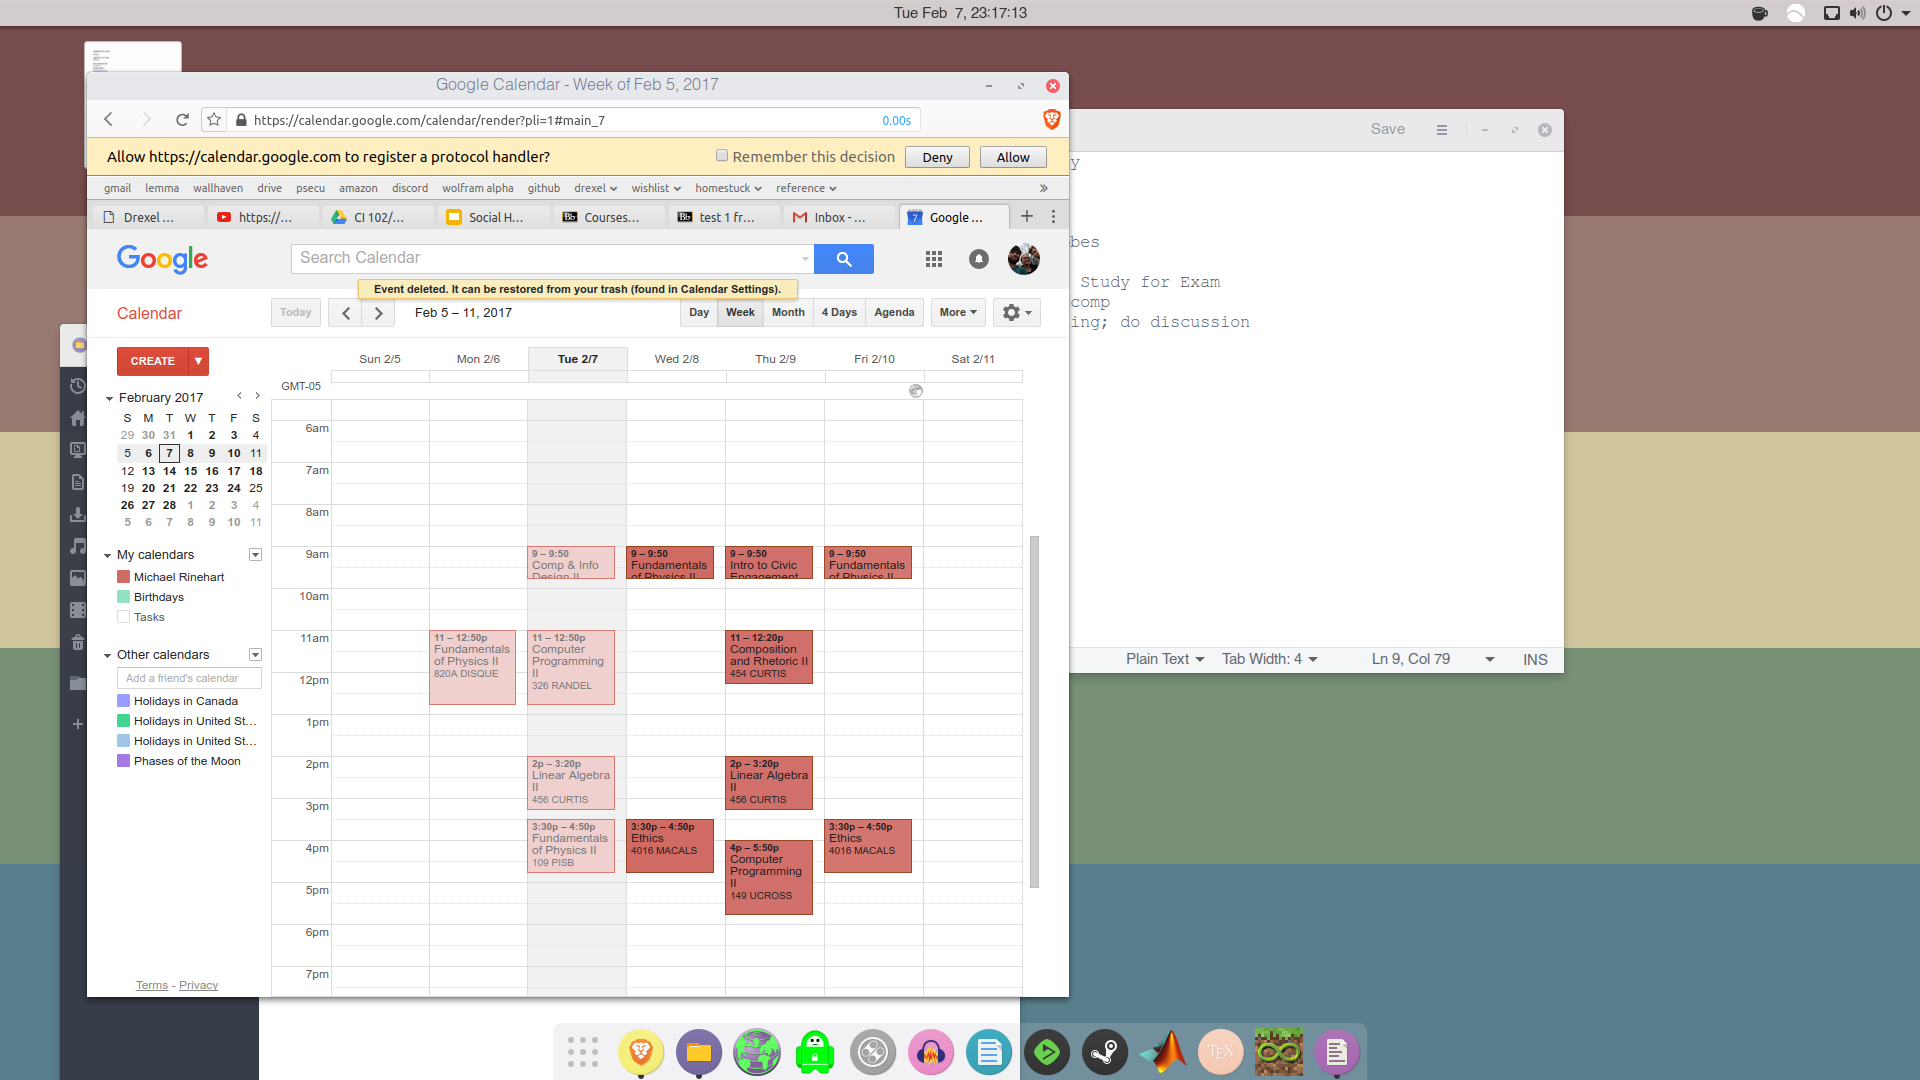 Tue Feb 7, 23:17:13
Google Calendar - Week of Feb 5, 2017
https://calendar.google.com/calendar/render?pli=1#main_7
0.00s
Allow https://calendar.google.com to register a protocol handler?
Remember this decision
Deny
Allow
gmail lemma wallhaven drive psecu amazon discord wolfram alpha github drexel wishlist homestuck reference »
Drexel ...
https://...
CI 102/...
Social H...
Bb Courses...
Bb test 1 fr...
Inbox - ...
7 Google ...
Google
Search Calendar
Event deleted. It can be restored from your trash (found in Calendar Settings).
Calendar
Today
Feb 5 – 11, 2017
Day Week Month 4 Days Agenda
More
CREATE
February 2017
S M T W T F S
29 30 31 1 2 3 4
5 6 7 8 9 10 11
12 13 14 15 16 17 18
19 20 21 22 23 24 25
26 27 28 1 2 3 4
5 6 7 8 9 10 11
My calendars
Michael Rinehart
Birthdays
Tasks
Other calendars
Add a friend's calendar
Holidays in Canada
Holidays in United St...
Holidays in United St...
Phases of the Moon
Terms - Privacy
Sun 2/5 Mon 2/6 Tue 2/7 Wed 2/8 Thu 2/9 Fri 2/10 Sat 2/11
GMT-05
6am
7am
8am
9am
10am
11am
12pm
1pm
2pm
3pm
4pm
5pm
6pm
7pm
11 – 12:50p
Fundamentals
of Physics II
820A DISQUE
9 – 9:50
Comp & Info
Design II
11 – 12:50p
Computer
Programming
II
326 RANDEL
2p – 3:20p
Linear Algebra
II
456 CURTIS
3:30p – 4:50p
Fundamentals
of Physics II
109 PISB
9 – 9:50
Fundamentals
of Physics II
3:30p – 4:50p
Ethics
4016 MACALS
9 – 9:50
Intro to Civic
Engagement
11 – 12:20p
Composition
and Rhetoric II
454 CURTIS
2p – 3:20p
Linear Algebra
II
456 CURTIS
4p – 5:50p
Computer
Programming
II
149 UCROSS
9 – 9:50
Fundamentals
of Physics II
3:30p – 4:50p
Ethics
4016 MACALS
Save
y
bes
Study for Exam
comp
ing; do discussion
Plain Text
Tab Width: 4
Ln 9, Col 79
INS
TEX